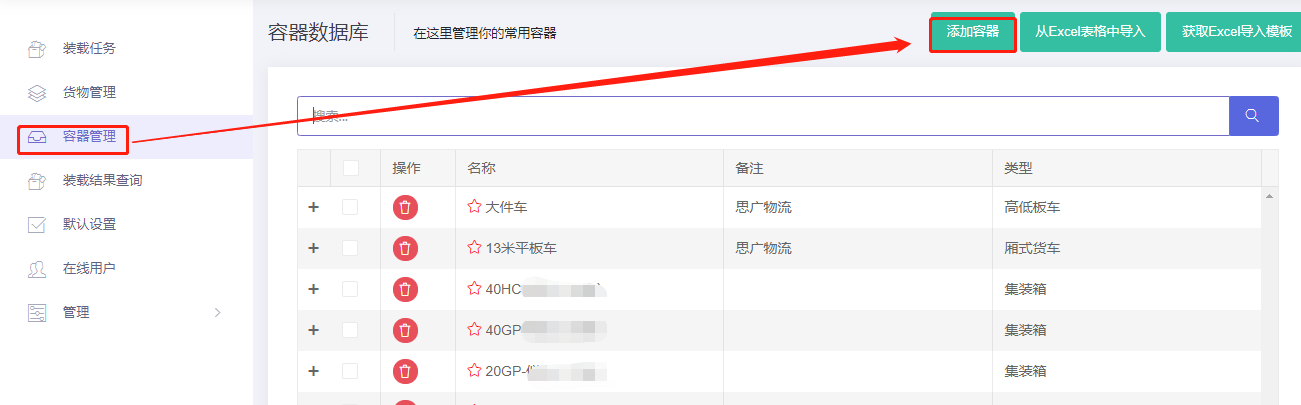 装载任务
货物管理
容器管理
装载结果查询
默认设置
在线用户
管理
容器数据库 在这里管理你的常用容器 添加容器 从Excel表格中导入 获取Excel导入模板
搜索...
操作 名称 备注 类型
大件车 思广物流 高低板车
13米平板车 思广物流 厢式货车
40HC 集装箱
40GP 集装箱
20GP- 集装箱